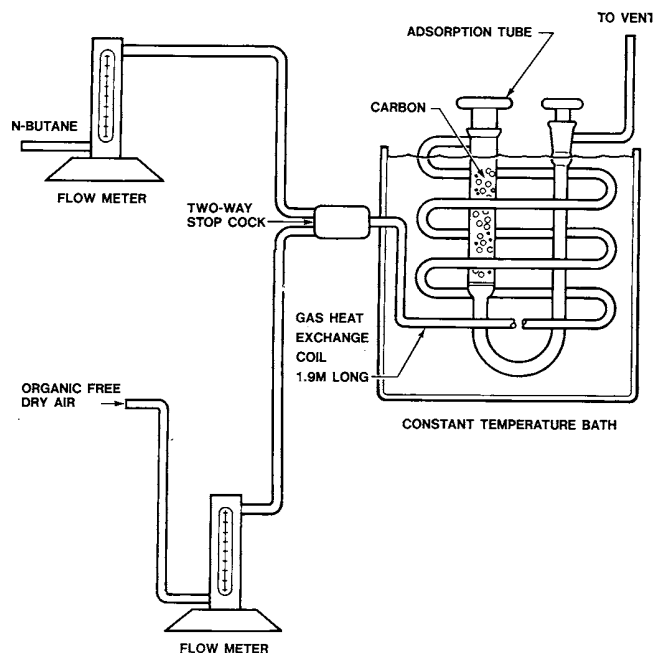 TO VENT
ADSORPTION TUBE
CARBON
N-BUTANE
FLOW METER
TWO-WAY
STOP COCK
GAS HEAT
EXCHANGE
COIL
1.9M LONG
ORGANIC FREE
DRY AIR
CONSTANT TEMPERATURE BATH
FLOW METER